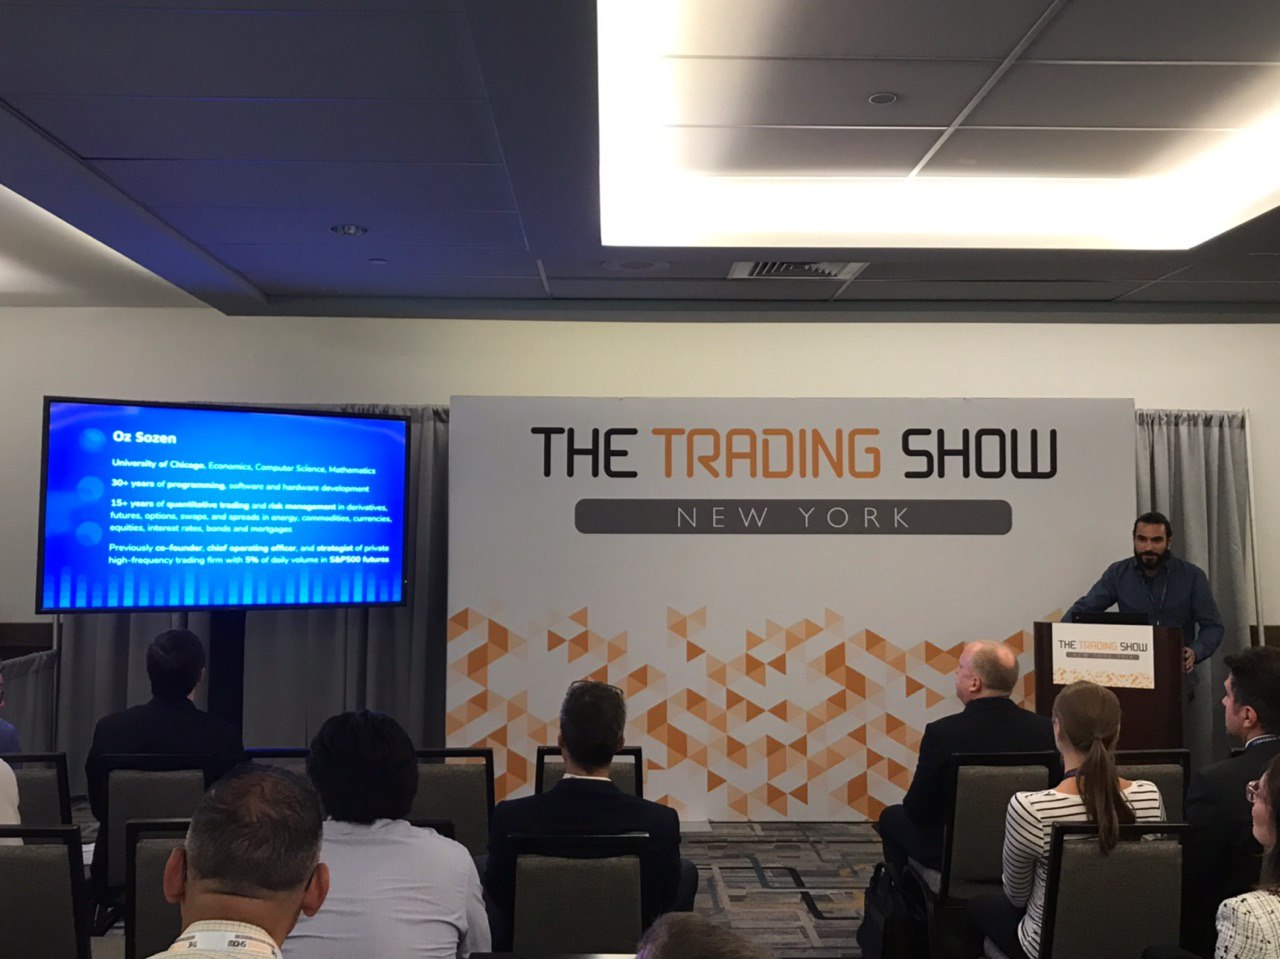 Oz Sozen
University of Chicago, Economics, Computer Science, Mathematics
30+ years of programming, software and hardware development
15+ years of quantitative trading and risk management in derivatives,
futures, options, swaps, and spreads in energy, commodities, currencies,
equities, interest rates, bonds and mortgages
Previously co-founder, chief operating officer, and strategist of private
high-frequency trading firm with 5% of daily volume in S&P500 futures
THE TRADING SHOW
NEW YORK
THE TRADING SHOW